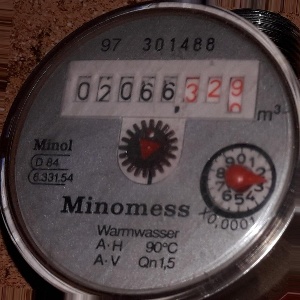 97 301488
02066,329
m³
Minol
D 84
6.331.54
Minomess
x0,0001
Warmwasser
A·H 90°C
A·V Qn1,5